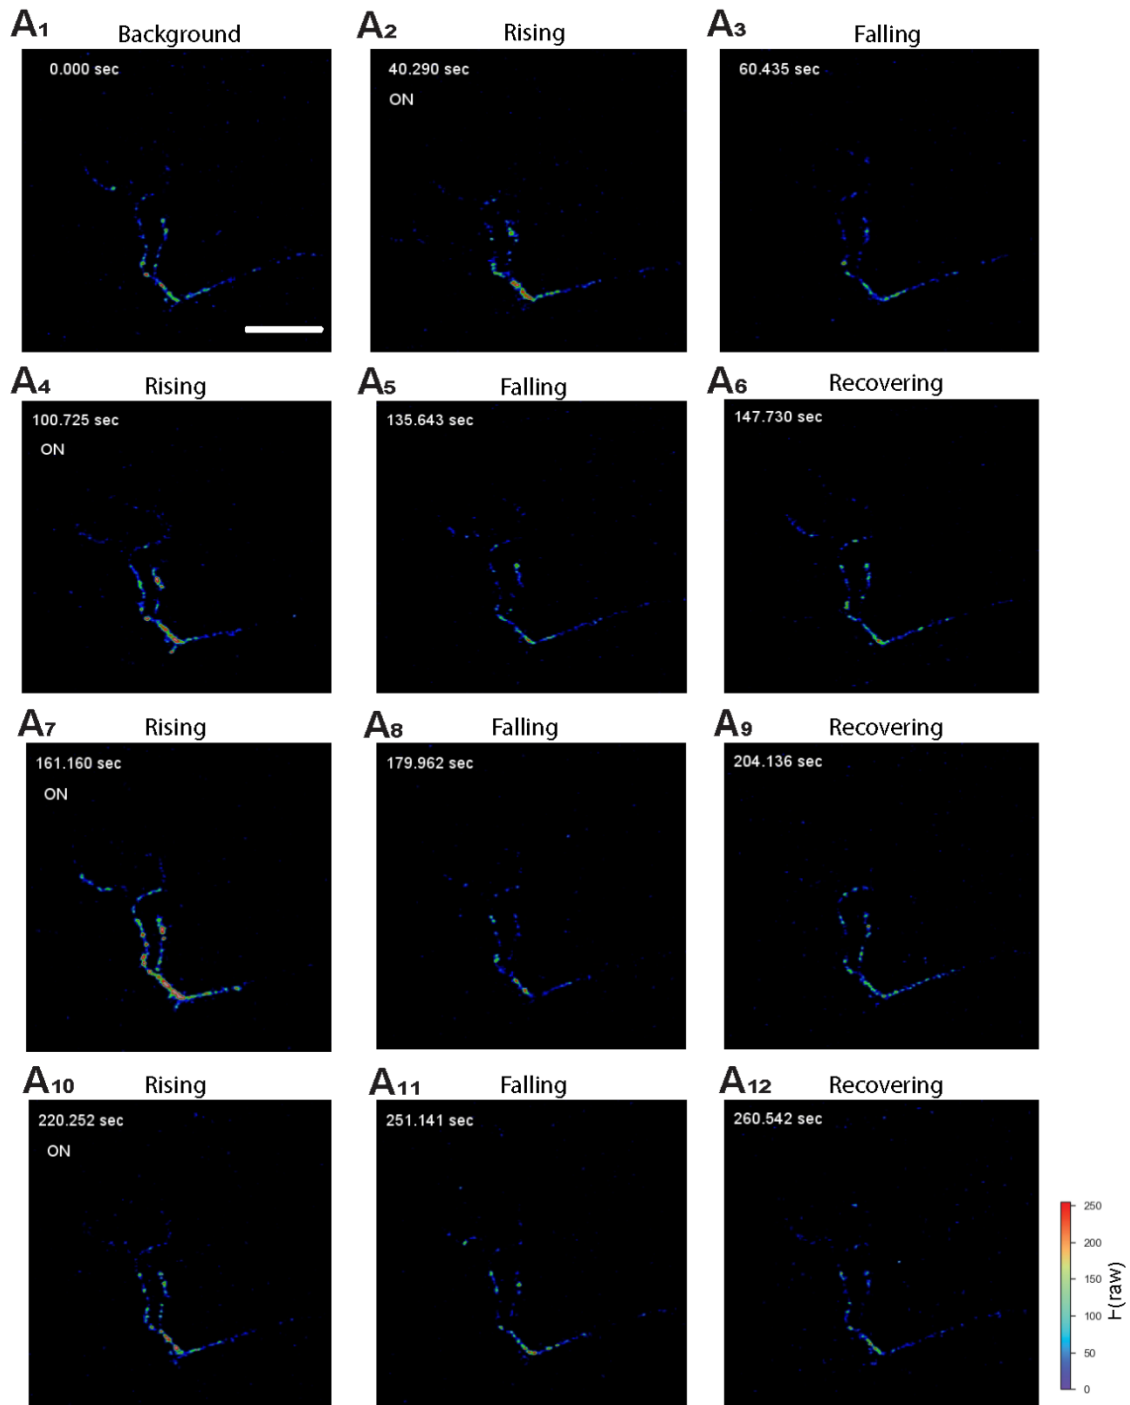 A1 Background
0.000 sec
A2 Rising
40.290 sec
ON
A3 Falling
60.435 sec
A4 Rising
100.725 sec
ON
A5 Falling
135.643 sec
A6 Recovering
147.730 sec
A7 Rising
161.160 sec
ON
A8 Falling
179.962 sec
A9 Recovering
204.136 sec
A10 Rising
220.252 sec
ON
A11 Falling
251.141 sec
A12 Recovering
260.542 sec
250
200
150
100
50
0
F(raw)